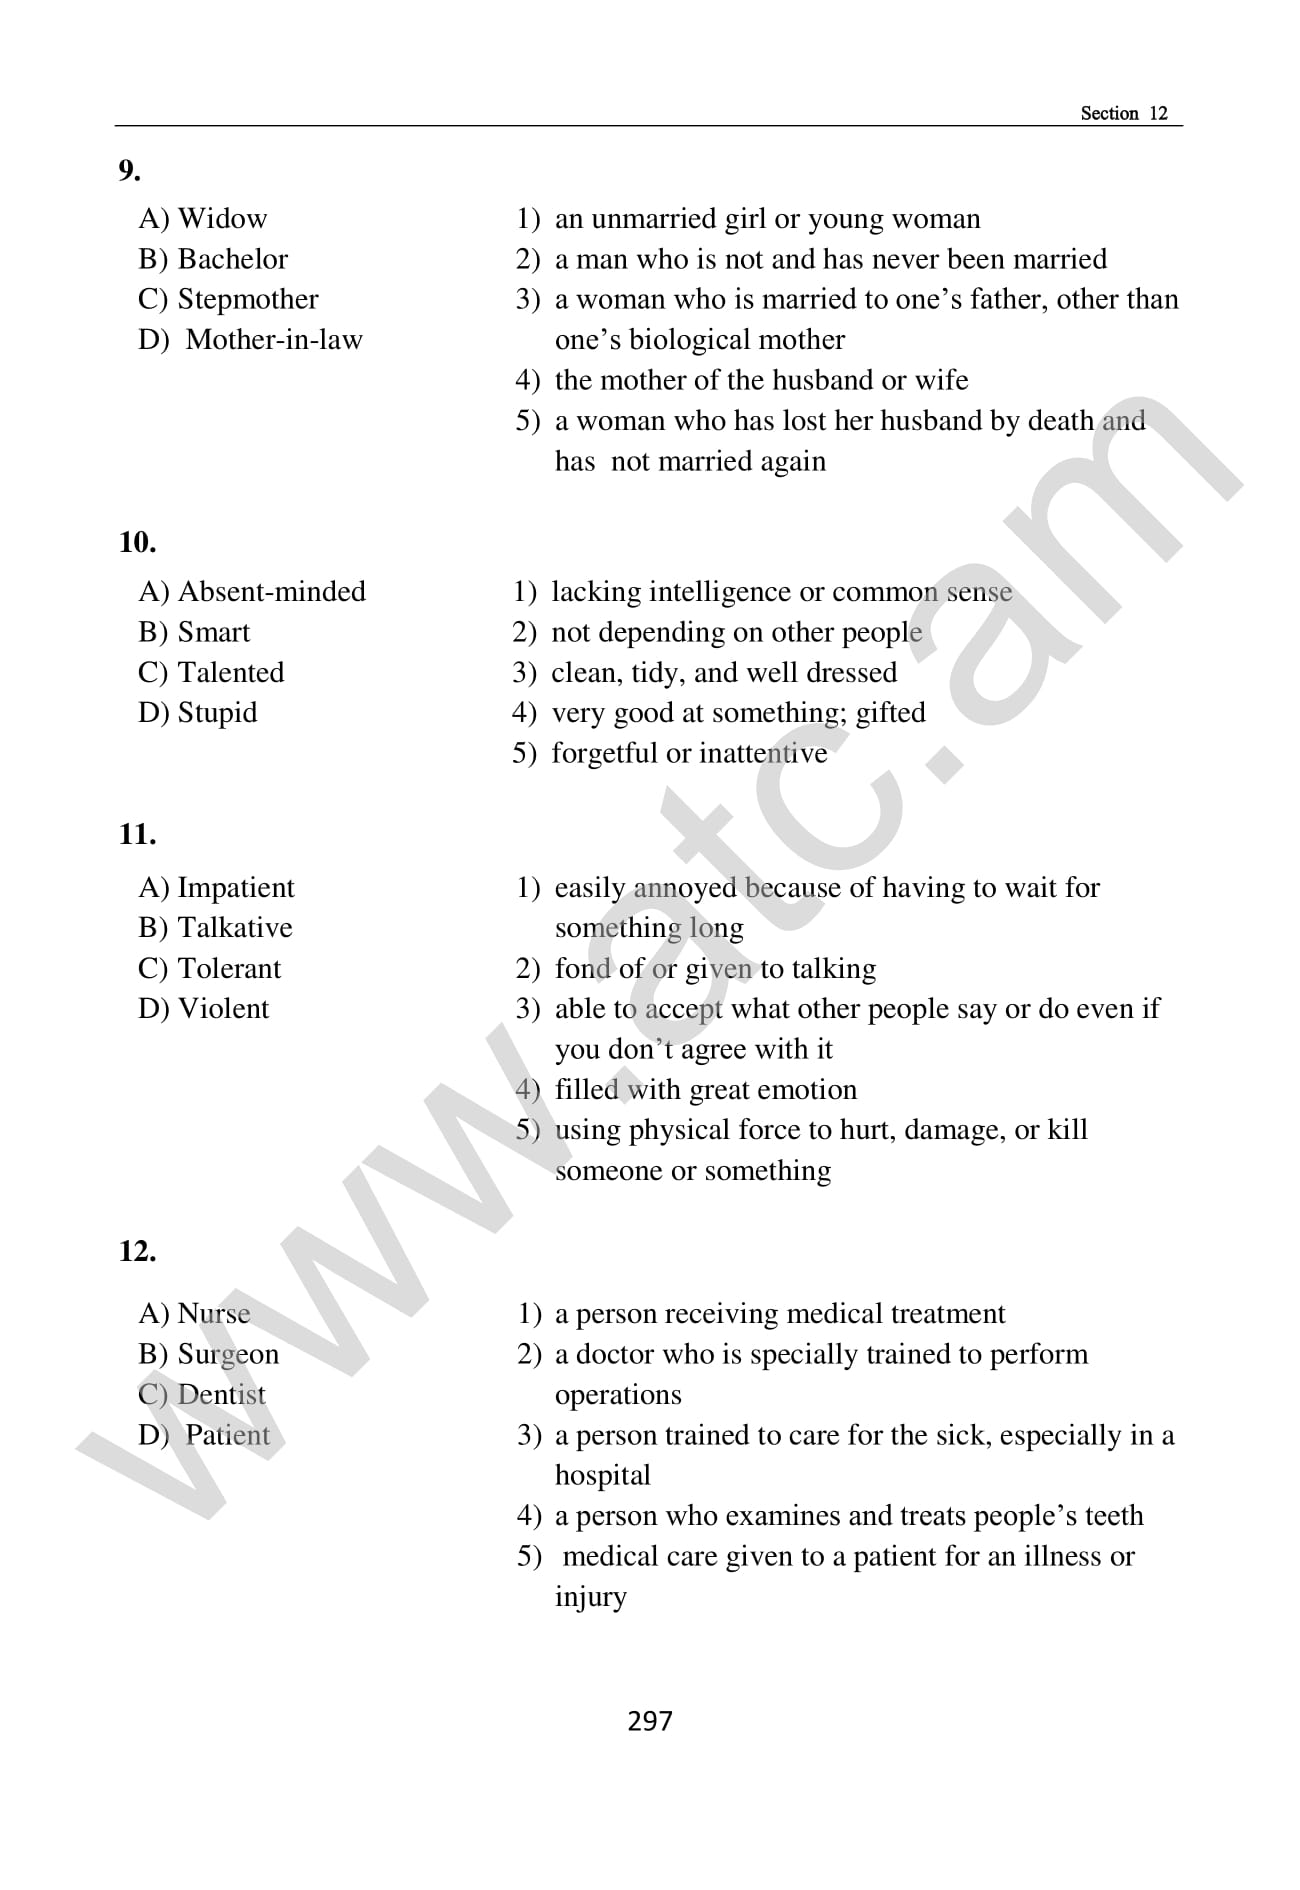 Section 12
9.
A) Widow 1) an unmarried girl or young woman
B) Bachelor 2) a man who is not and has never been married
C) Stepmother 3) a woman who is married to one’s father, other than
D) Mother-in-law one’s biological mother
4) the mother of the husband or wife
5) a woman who has lost her husband by death and
has not married again
10.
A) Absent-minded 1) lacking intelligence or common sense
B) Smart 2) not depending on other people
C) Talented 3) clean, tidy, and well dressed
D) Stupid 4) very good at something; gifted
5) forgetful or inattentive
11.
A) Impatient 1) easily annoyed because of having to wait for
B) Talkative something long
C) Tolerant 2) fond of or given to talking
D) Violent 3) able to accept what other people say or do even if
you don’t agree with it
4) filled with great emotion
5) using physical force to hurt, damage, or kill
someone or something
12.
A) Nurse 1) a person receiving medical treatment
B) Surgeon 2) a doctor who is specially trained to perform
C) Dentist operations
D) Patient 3) a person trained to care for the sick, especially in a
hospital
4) a person who examines and treats people’s teeth
5) medical care given to a patient for an illness or
injury
297
www.atc.am